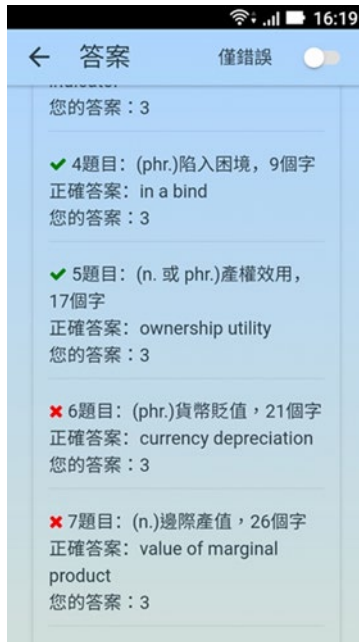 16:19
答案
僅錯誤
您的答案：3
4題目：(phr.)陷入困境，9個字
正確答案：in a bind
您的答案：3
5題目：(n. 或 phr.)產權效用，
17個字
正確答案：ownership utility
您的答案：3
6題目：(phr.)貨幣貶值，21個字
正確答案：currency depreciation
您的答案：3
7題目：(n.)邊際產值，26個字
正確答案：value of marginal
product
您的答案：3